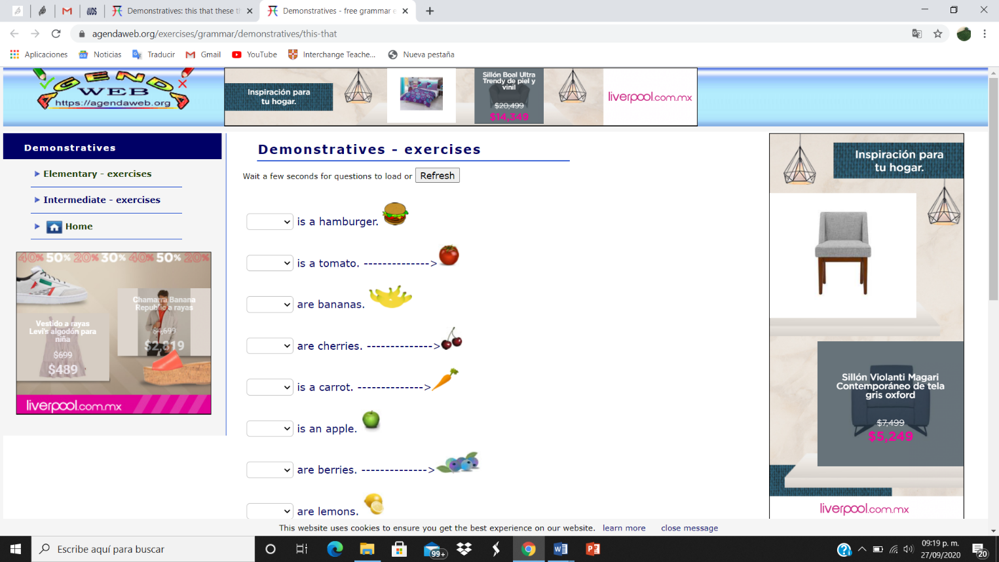 Demonstratives: this that these th
Demonstratives - free grammar e
agendaweb.org/exercises/grammar/demonstratives/this-that
Aplicaciones
Noticias
Traducir
Gmail
YouTube
Interchange Teache...
Nueva pestaña
AGENDA
WEB
https://agendaweb.org
Inspiración para
tu hogar.
Sillón Boal Ultra
Trendy de piel y
vinil
$20,499
$14,349
liverpool.com.mx
Demonstratives
Elementary - exercises
Intermediate - exercises
Home
40% 50% 20% 30% 40% 50% 20%
Chamarra Banana
Republic a rayas
$4,699
$2,819
Vestido a rayas
Levi's algodón para
niña
$699
$489
liverpool.com.mx
Demonstratives - exercises
Wait a few seconds for questions to load or Refresh
is a hamburger.
is a tomato. -------------->
are bananas.
are cherries. -------------->
is a carrot. -------------->
is an apple.
are berries. -------------->
are lemons.
Inspiración para
tu hogar.
Sillón Violanti Magari
Contemporáneo de tela
gris oxford
$7,499
$5,249
liverpool.com.mx
This website uses cookies to ensure you get the best experience on our website. learn more close message
Escribe aquí para buscar
99+
09:19 p. m.
27/09/2020
20